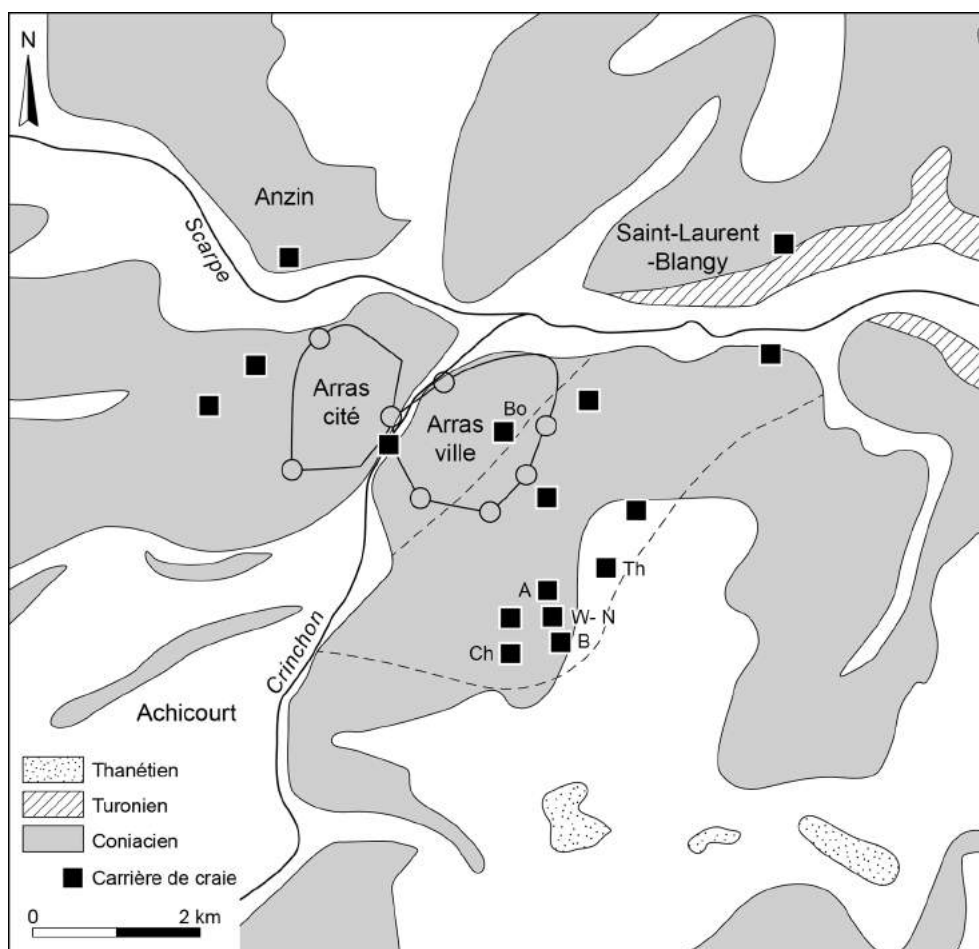 N
Anzin
Scarpe
Saint-Laurent
-Blangy
Arras
cité
Bo
Arras
ville
Th
A
W- N
B
Ch
Crinchon
Achicourt
Thanétien
Turonien
Coniacien
Carrière de craie
0 2 km